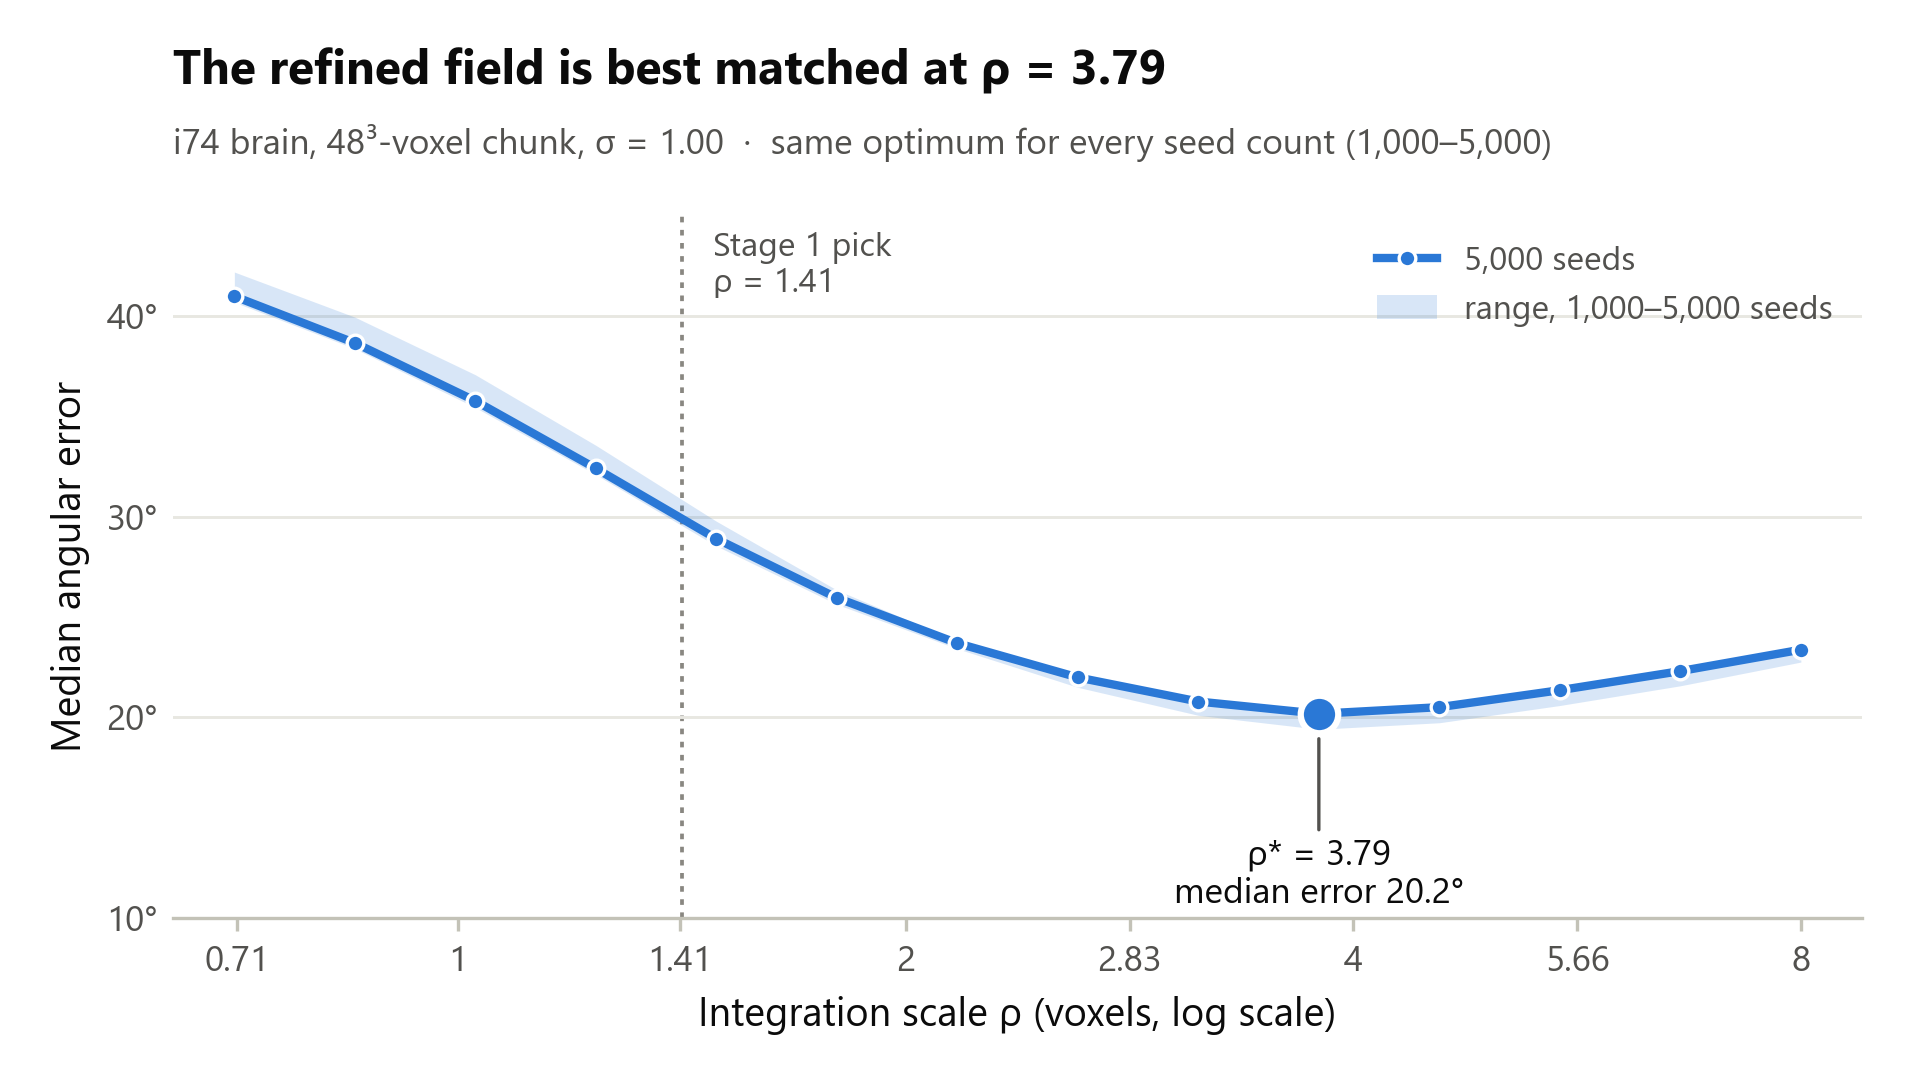 The refined field is best matched at ρ = 3.79
i74 brain, 48³-voxel chunk, σ = 1.00 · same optimum for every seed count (1,000–5,000)
Stage 1 pick
ρ = 1.41
5,000 seeds
range, 1,000–5,000 seeds
Median angular error
40°
30°
20°
10°
ρ* = 3.79
median error 20.2°
0.71 1 1.41 2 2.83 4 5.66 8
Integration scale ρ (voxels, log scale)